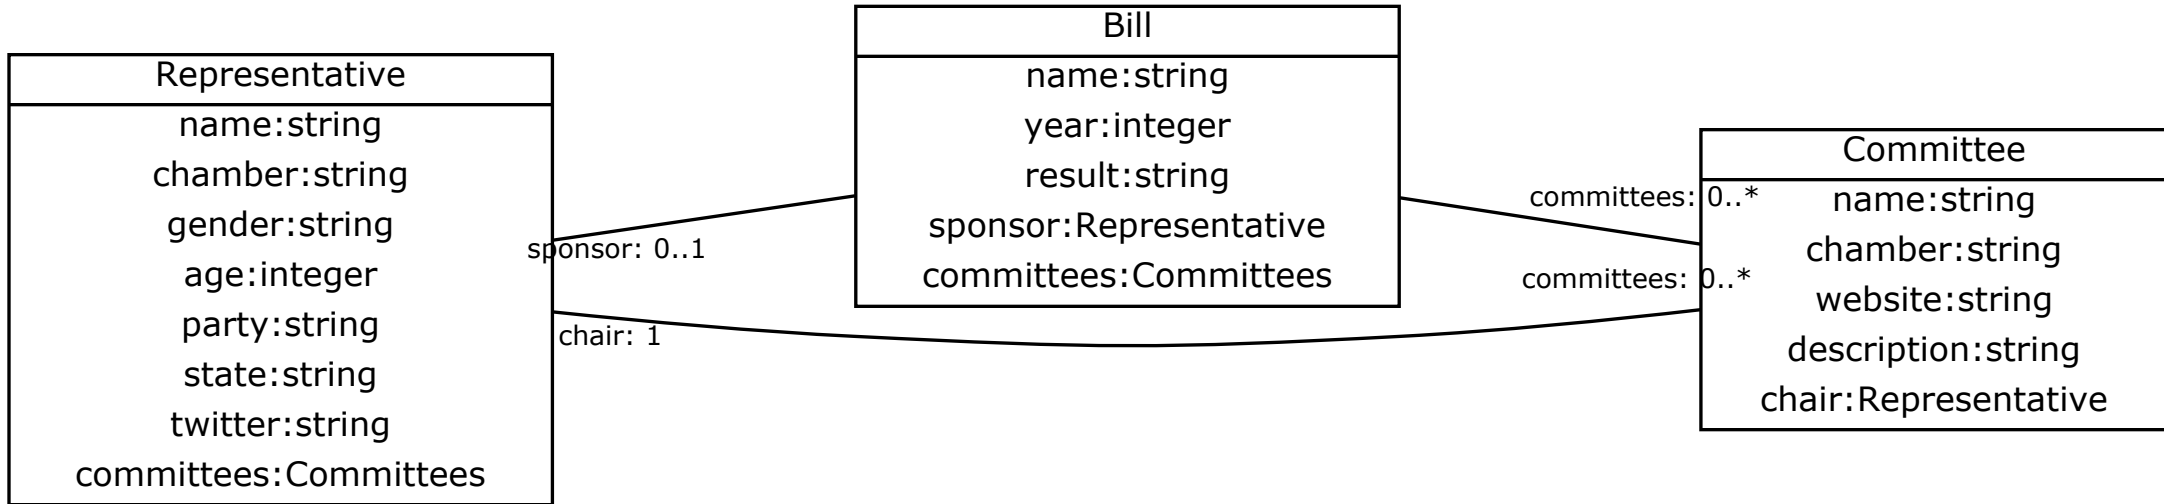 Representative
name:string
chamber:string
gender:string
age:integer
party:string
state:string
twitter:string
committees:Committees
sponsor: 0..1
chair: 1
Bill
name:string
year:integer
result:string
sponsor:Representative
committees:Committees
committees: 0..*
committees: 0..*
Committee
name:string
chamber:string
website:string
description:string
chair:Representative